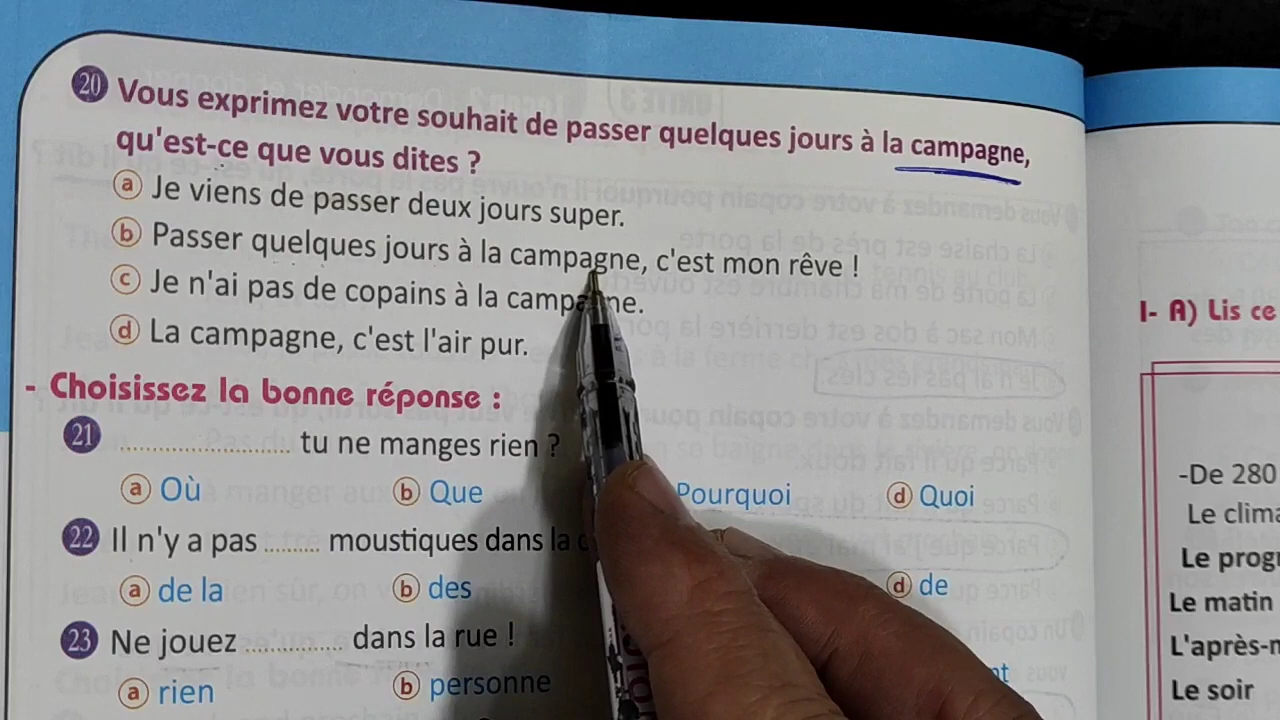 20 Vous exprimez votre souhait de passer quelques jours à la campagne,
qu'est-ce que vous dites ?
a Je viens de passer deux jours super.
b Passer quelques jours à la campagne, c'est mon rêve !
c Je n'ai pas de copains à la campagne.
d La campagne, c'est l'air pur.
- Choisissez la bonne réponse :
21 .................... tu ne manges rien ?
a Où b Que Pourquoi d Quoi
22 Il n'y a pas ......... moustiques dans la
a de la b des d de
23 Ne jouez .............. dans la rue !
a rien b personne
I- A) Lis ce
-De 280
Le clima
Le prog
Le matin
L'après-
Le soir